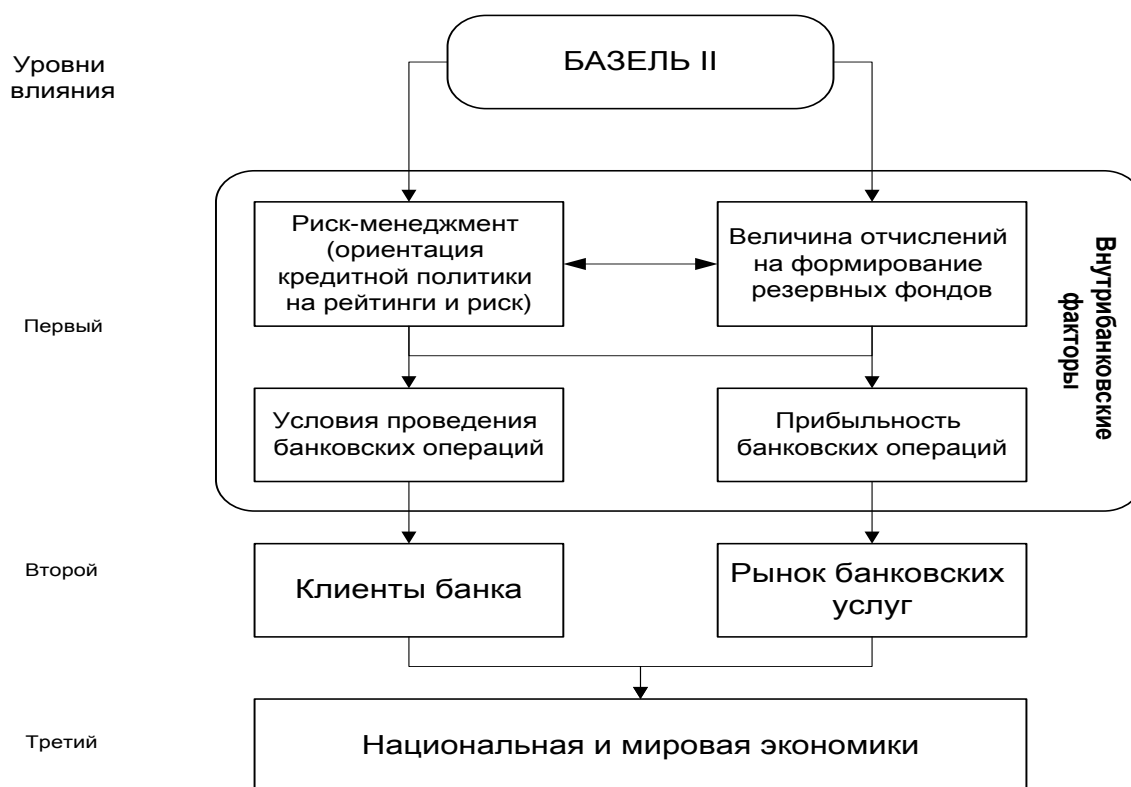 Уровни
влияния
БАЗЕЛЬ II
Первый
Риск-менеджмент
(ориентация
кредитной политики
на рейтинги и риск)
Величина отчислений
на формирование
резервных фондов
Внутрибанковские
факторы
Условия проведения
банковских операций
Прибыльность
банковских операций
Второй
Клиенты банка
Рынок банковских
услуг
Третий
Национальная и мировая экономики